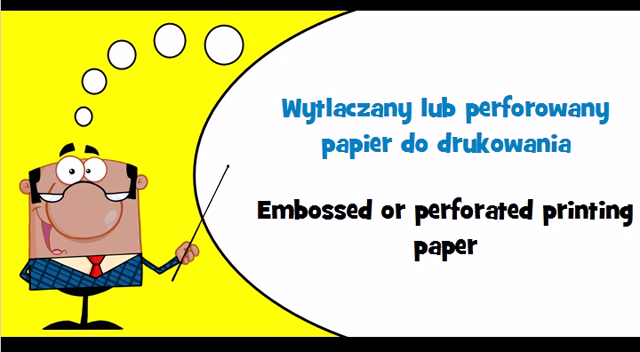 Wytlaczany lub perforowany
papier do drukowania
Embossed or perforated printing
paper